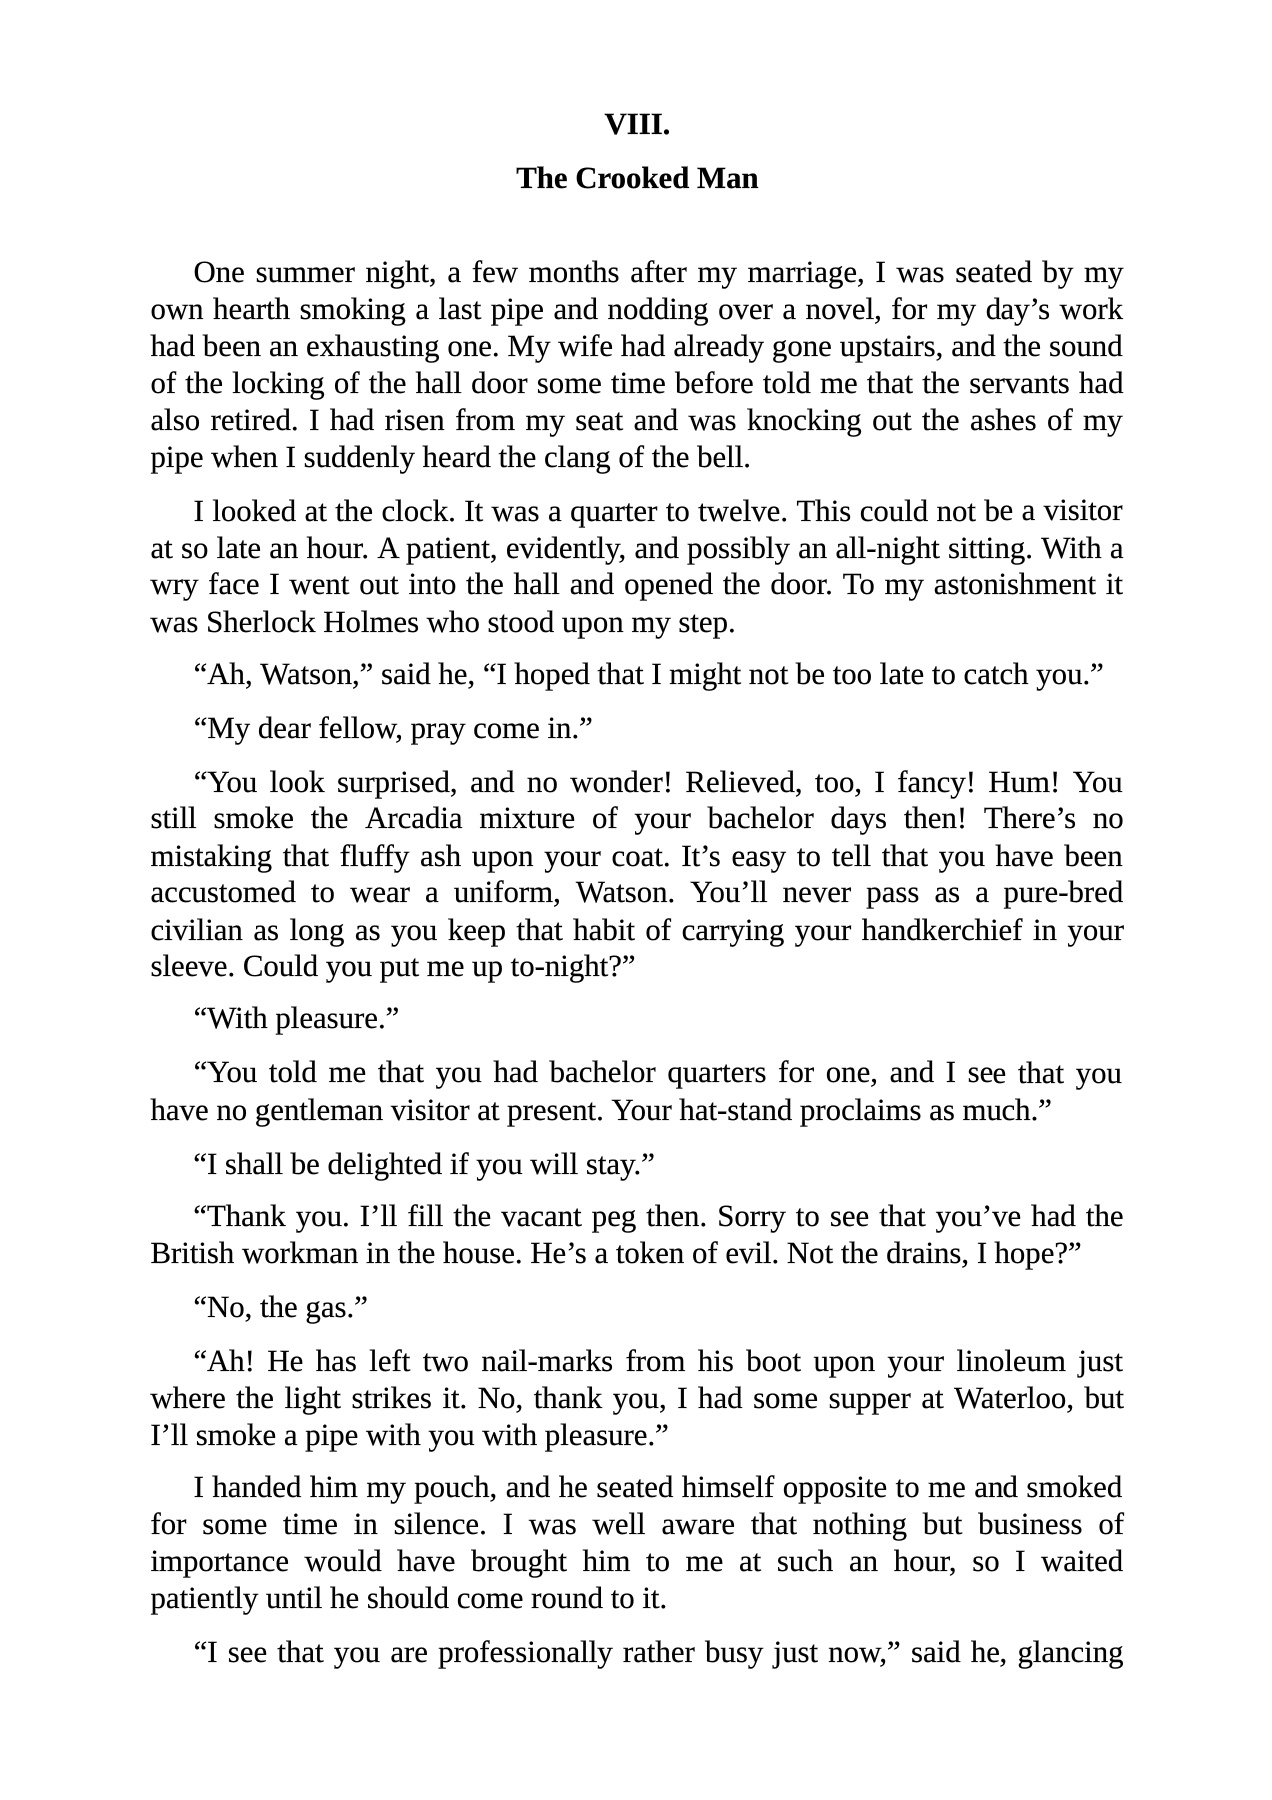 VIII.
The Crooked Man
One summer night, a few months after my marriage, I was seated by my
own hearth smoking a last pipe and nodding over a novel, for my day’s work
had been an exhausting one. My wife had already gone upstairs, and the sound
of the locking of the hall door some time before told me that the servants had
also retired. I had risen from my seat and was knocking out the ashes of my
pipe when I suddenly heard the clang of the bell.
I looked at the clock. It was a quarter to twelve. This could not be a visitor
at so late an hour. A patient, evidently, and possibly an all-night sitting. With a
wry face I went out into the hall and opened the door. To my astonishment it
was Sherlock Holmes who stood upon my step.
“Ah, Watson,” said he, “I hoped that I might not be too late to catch you.”
“My dear fellow, pray come in.”
“You look surprised, and no wonder! Relieved, too, I fancy! Hum! You
still smoke the Arcadia mixture of your bachelor days then! There’s no
mistaking that fluffy ash upon your coat. It’s easy to tell that you have been
accustomed to wear a uniform, Watson. You’ll never pass as a pure-bred
civilian as long as you keep that habit of carrying your handkerchief in your
sleeve. Could you put me up to-night?”
“With pleasure.”
“You told me that you had bachelor quarters for one, and I see that you
have no gentleman visitor at present. Your hat-stand proclaims as much.”
“I shall be delighted if you will stay.”
“Thank you. I’ll fill the vacant peg then. Sorry to see that you’ve had the
British workman in the house. He’s a token of evil. Not the drains, I hope?”
“No, the gas.”
“Ah! He has left two nail-marks from his boot upon your linoleum just
where the light strikes it. No, thank you, I had some supper at Waterloo, but
I’ll smoke a pipe with you with pleasure.”
I handed him my pouch, and he seated himself opposite to me and smoked
for some time in silence. I was well aware that nothing but business of
importance would have brought him to me at such an hour, so I waited
patiently until he should come round to it.
“I see that you are professionally rather busy just now,” said he, glancing